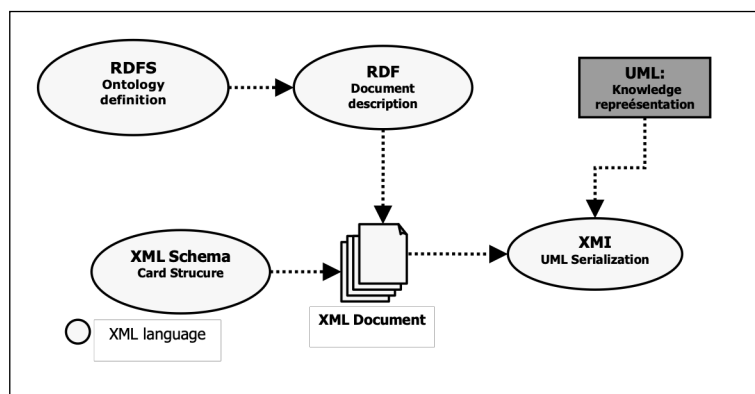 RDFS
Ontology
definition
RDF
Document
description
UML:
Knowledge
repreésentation
XML Schema
Card Strucure
XMI
UML Serialization
XML Document
XML language